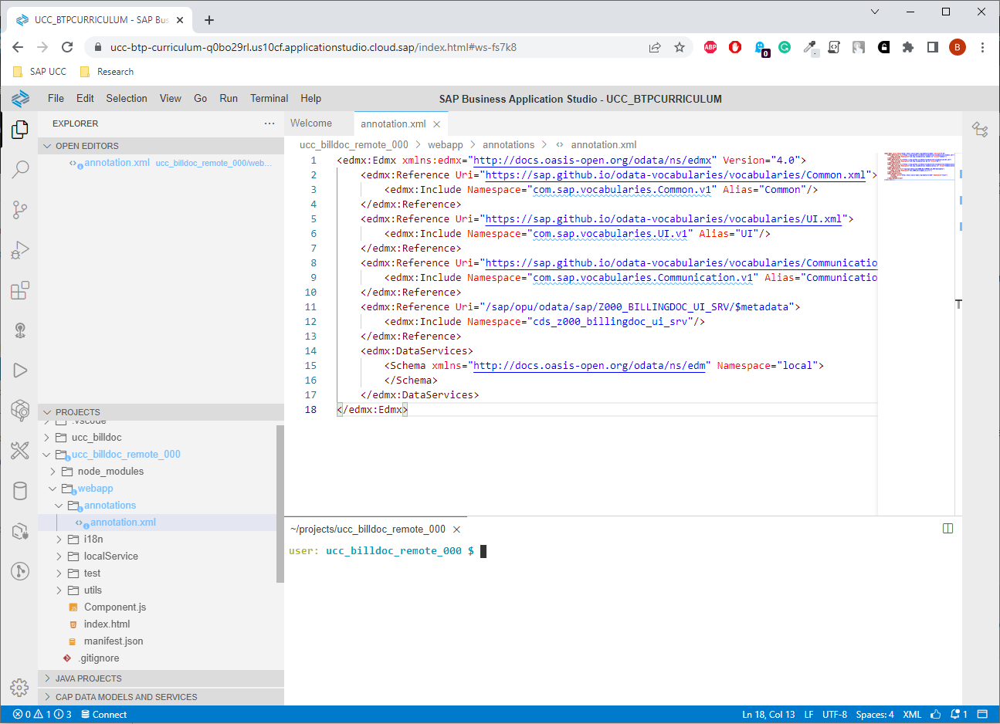 UCC_BTPCURRICULUM - SAP Bus
ucc-btp-curriculum-q0bo29rl.us10cf.applicationstudio.cloud.sap/index.html#ws-fs7k8
ABP
0
B
SAP UCC
Research
File Edit Selection View Go Run Terminal Help
SAP Business Application Studio - UCC_BTPCURRICULUM
EXPLORER
OPEN EDITORS
annotation.xml ucc_billdoc_remote_000/web...
PROJECTS
.vscode
ucc_billdoc
ucc_billdoc_remote_000
node_modules
webapp
annotations
annotation.xml
i18n
localService
test
utils
JS Component.js
index.html
manifest.json
.gitignore
JAVA PROJECTS
CAP DATA MODELS AND SERVICES
Welcome
annotation.xml
ucc_billdoc_remote_000 > webapp > annotations > <> annotation.xml
1 <edmx:Edmx xmlns:edmx="http://docs.oasis-open.org/odata/ns/edmx" Version="4.0">
2 <edmx:Reference Uri="https://sap.github.io/odata-vocabularies/vocabularies/Common.xml">
3 <edmx:Include Namespace="com.sap.vocabularies.Common.v1" Alias="Common"/>
4 </edmx:Reference>
5 <edmx:Reference Uri="https://sap.github.io/odata-vocabularies/vocabularies/UI.xml">
6 <edmx:Include Namespace="com.sap.vocabularies.UI.v1" Alias="UI"/>
7 </edmx:Reference>
8 <edmx:Reference Uri="https://sap.github.io/odata-vocabularies/vocabularies/Communicatio
9 <edmx:Include Namespace="com.sap.vocabularies.Communication.v1" Alias="Communicatio
10 </edmx:Reference>
11 <edmx:Reference Uri="/sap/opu/odata/sap/Z000_BILLINGDOC_UI_SRV/$metadata">
12 <edmx:Include Namespace="cds_z000_billingdoc_ui_srv"/>
13 </edmx:Reference>
14 <edmx:DataServices>
15 <Schema xmlns="http://docs.oasis-open.org/odata/ns/edm" Namespace="local">
16 </Schema>
17 </edmx:DataServices>
18 </edmx:Edmx>
~/projects/ucc_billdoc_remote_000
user: ucc_billdoc_remote_000 $
0 1 3 Connect
Ln 18, Col 13 LF UTF-8 Spaces: 4 XML 1